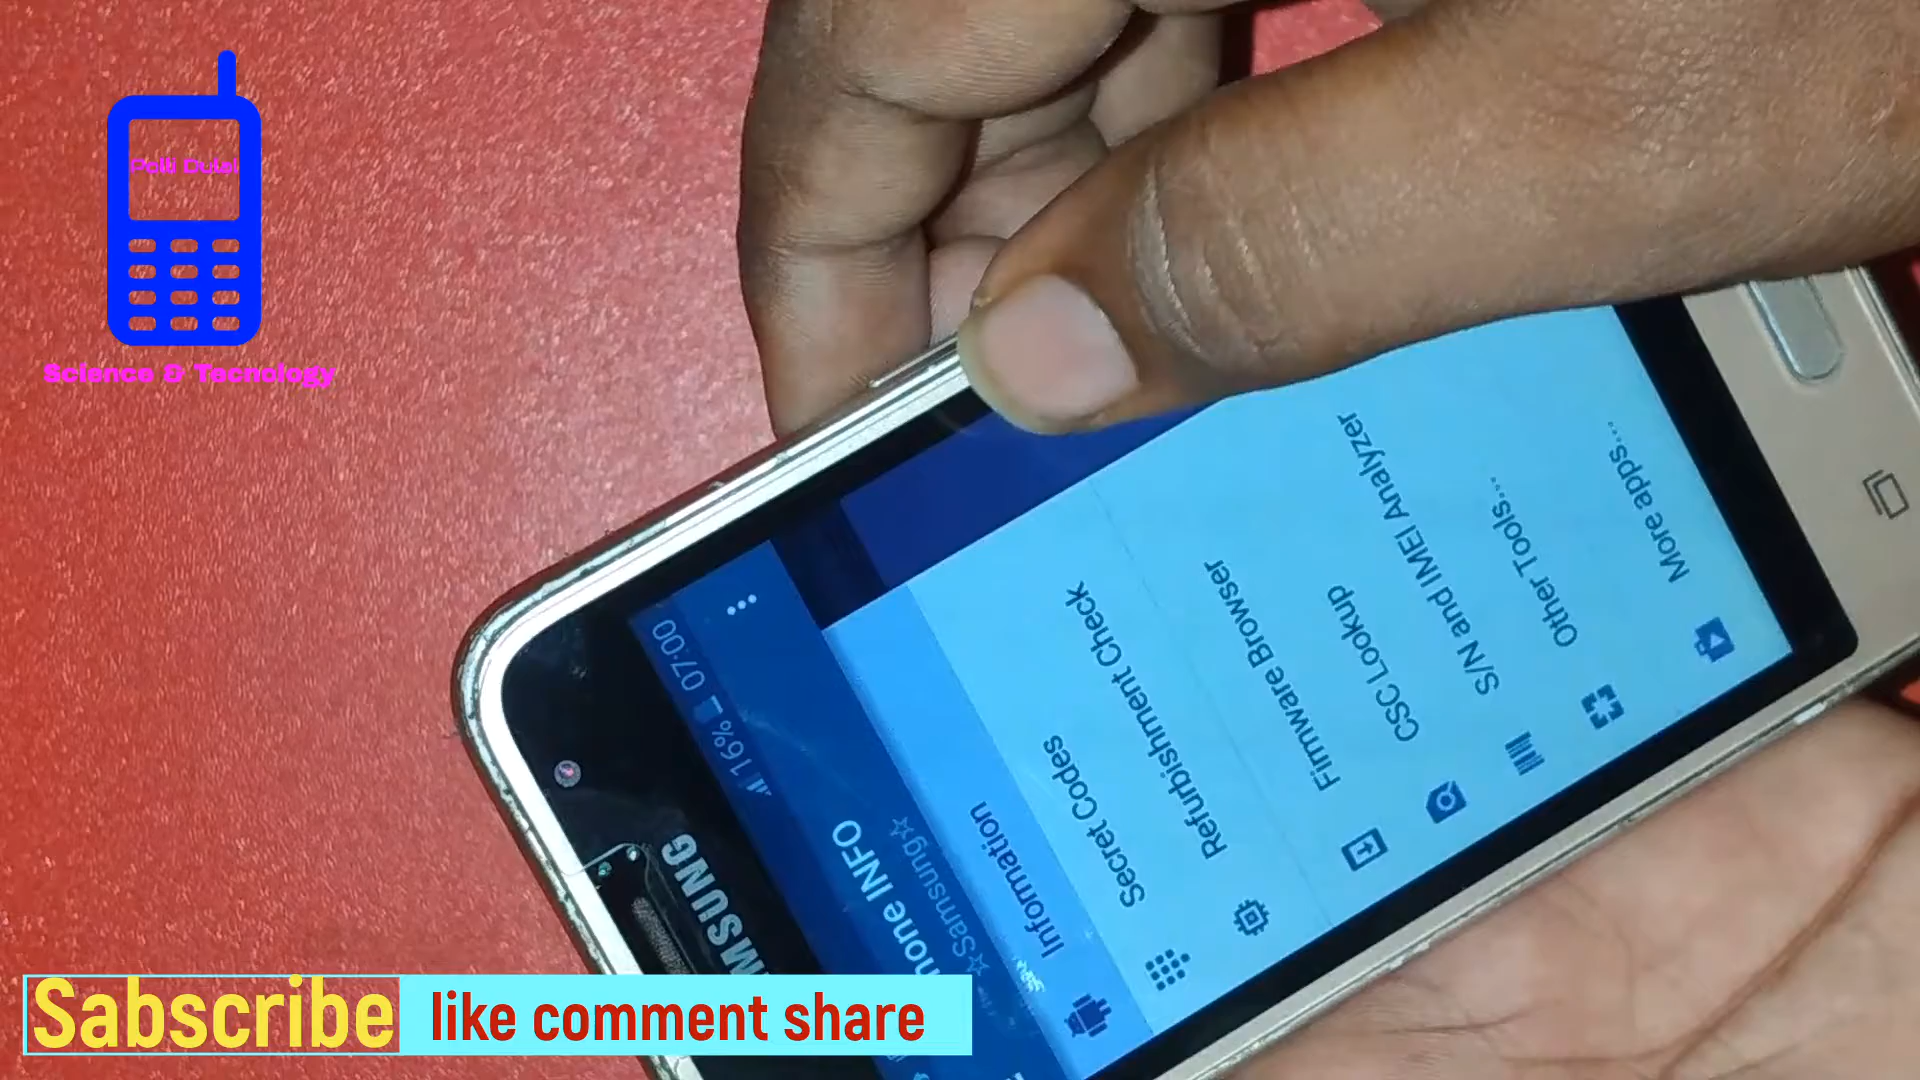 Polli Dulal
Science & Tecnology
SAMSUNG
16% 07:00
Phone INFO
☆Samsung☆
Information
Secret Codes
Refurbishment Check
Firmware Browser
CSC Lookup
S/N and IMEI Analyzer
Other Tools...
More apps...
Sabscribe
like comment share